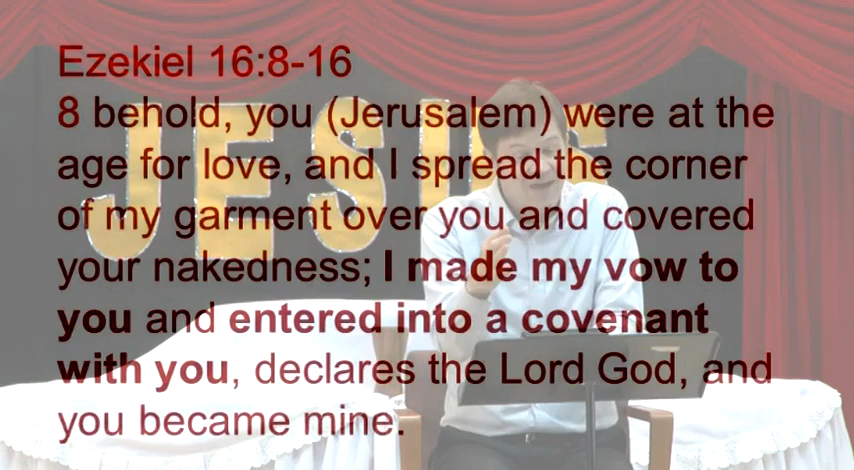 Ezekiel 16:8-16
8 behold, you (Jerusalem) were at the
age for love, and I spread the corner
of my garment over you and covered
your nakedness; I made my vow to
you and entered into a covenant
with you, declares the Lord God, and
you became mine.
JESUS